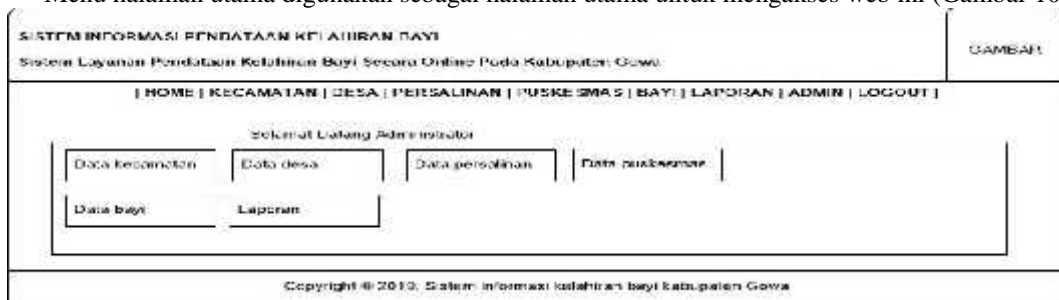 Menu halaman utama digunakan sebagai halaman utama untuk mengakses web ini (Gambar 10
SISTEM INFORMASI PENDATAAN KELAHIRAN BAYI
Sistem Layanan Pendataan Kelahiran Bayi Secara Online Pada Kabupaten Gowa
GAMBAR
| HOME | KECAMATAN | DESA | PERSALINAN | PUSKESMAS | BAYI | LAPORAN | ADMIN | LOGOUT |
Selamat Datang Administrator
Data kecamatan Data desa Data persalinan Data puskesmas
Data bayi Laporan
Copyright © 2010. Sistem informasi kelahiran bayi kabupaten Gowa